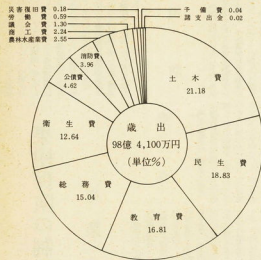 災害復旧費 0.18
労働費 0.59
議会費 1.30
商工費 2.24
農林水産業費 2.55
予備費 0.04
諸支出金 0.02
消防費
3.96
公債費
4.62
土木費
21.18
衛生費
12.64
歳出
98億4,100万円
(単位%)
民生費
18.83
総務費
15.04
教育費
16.81